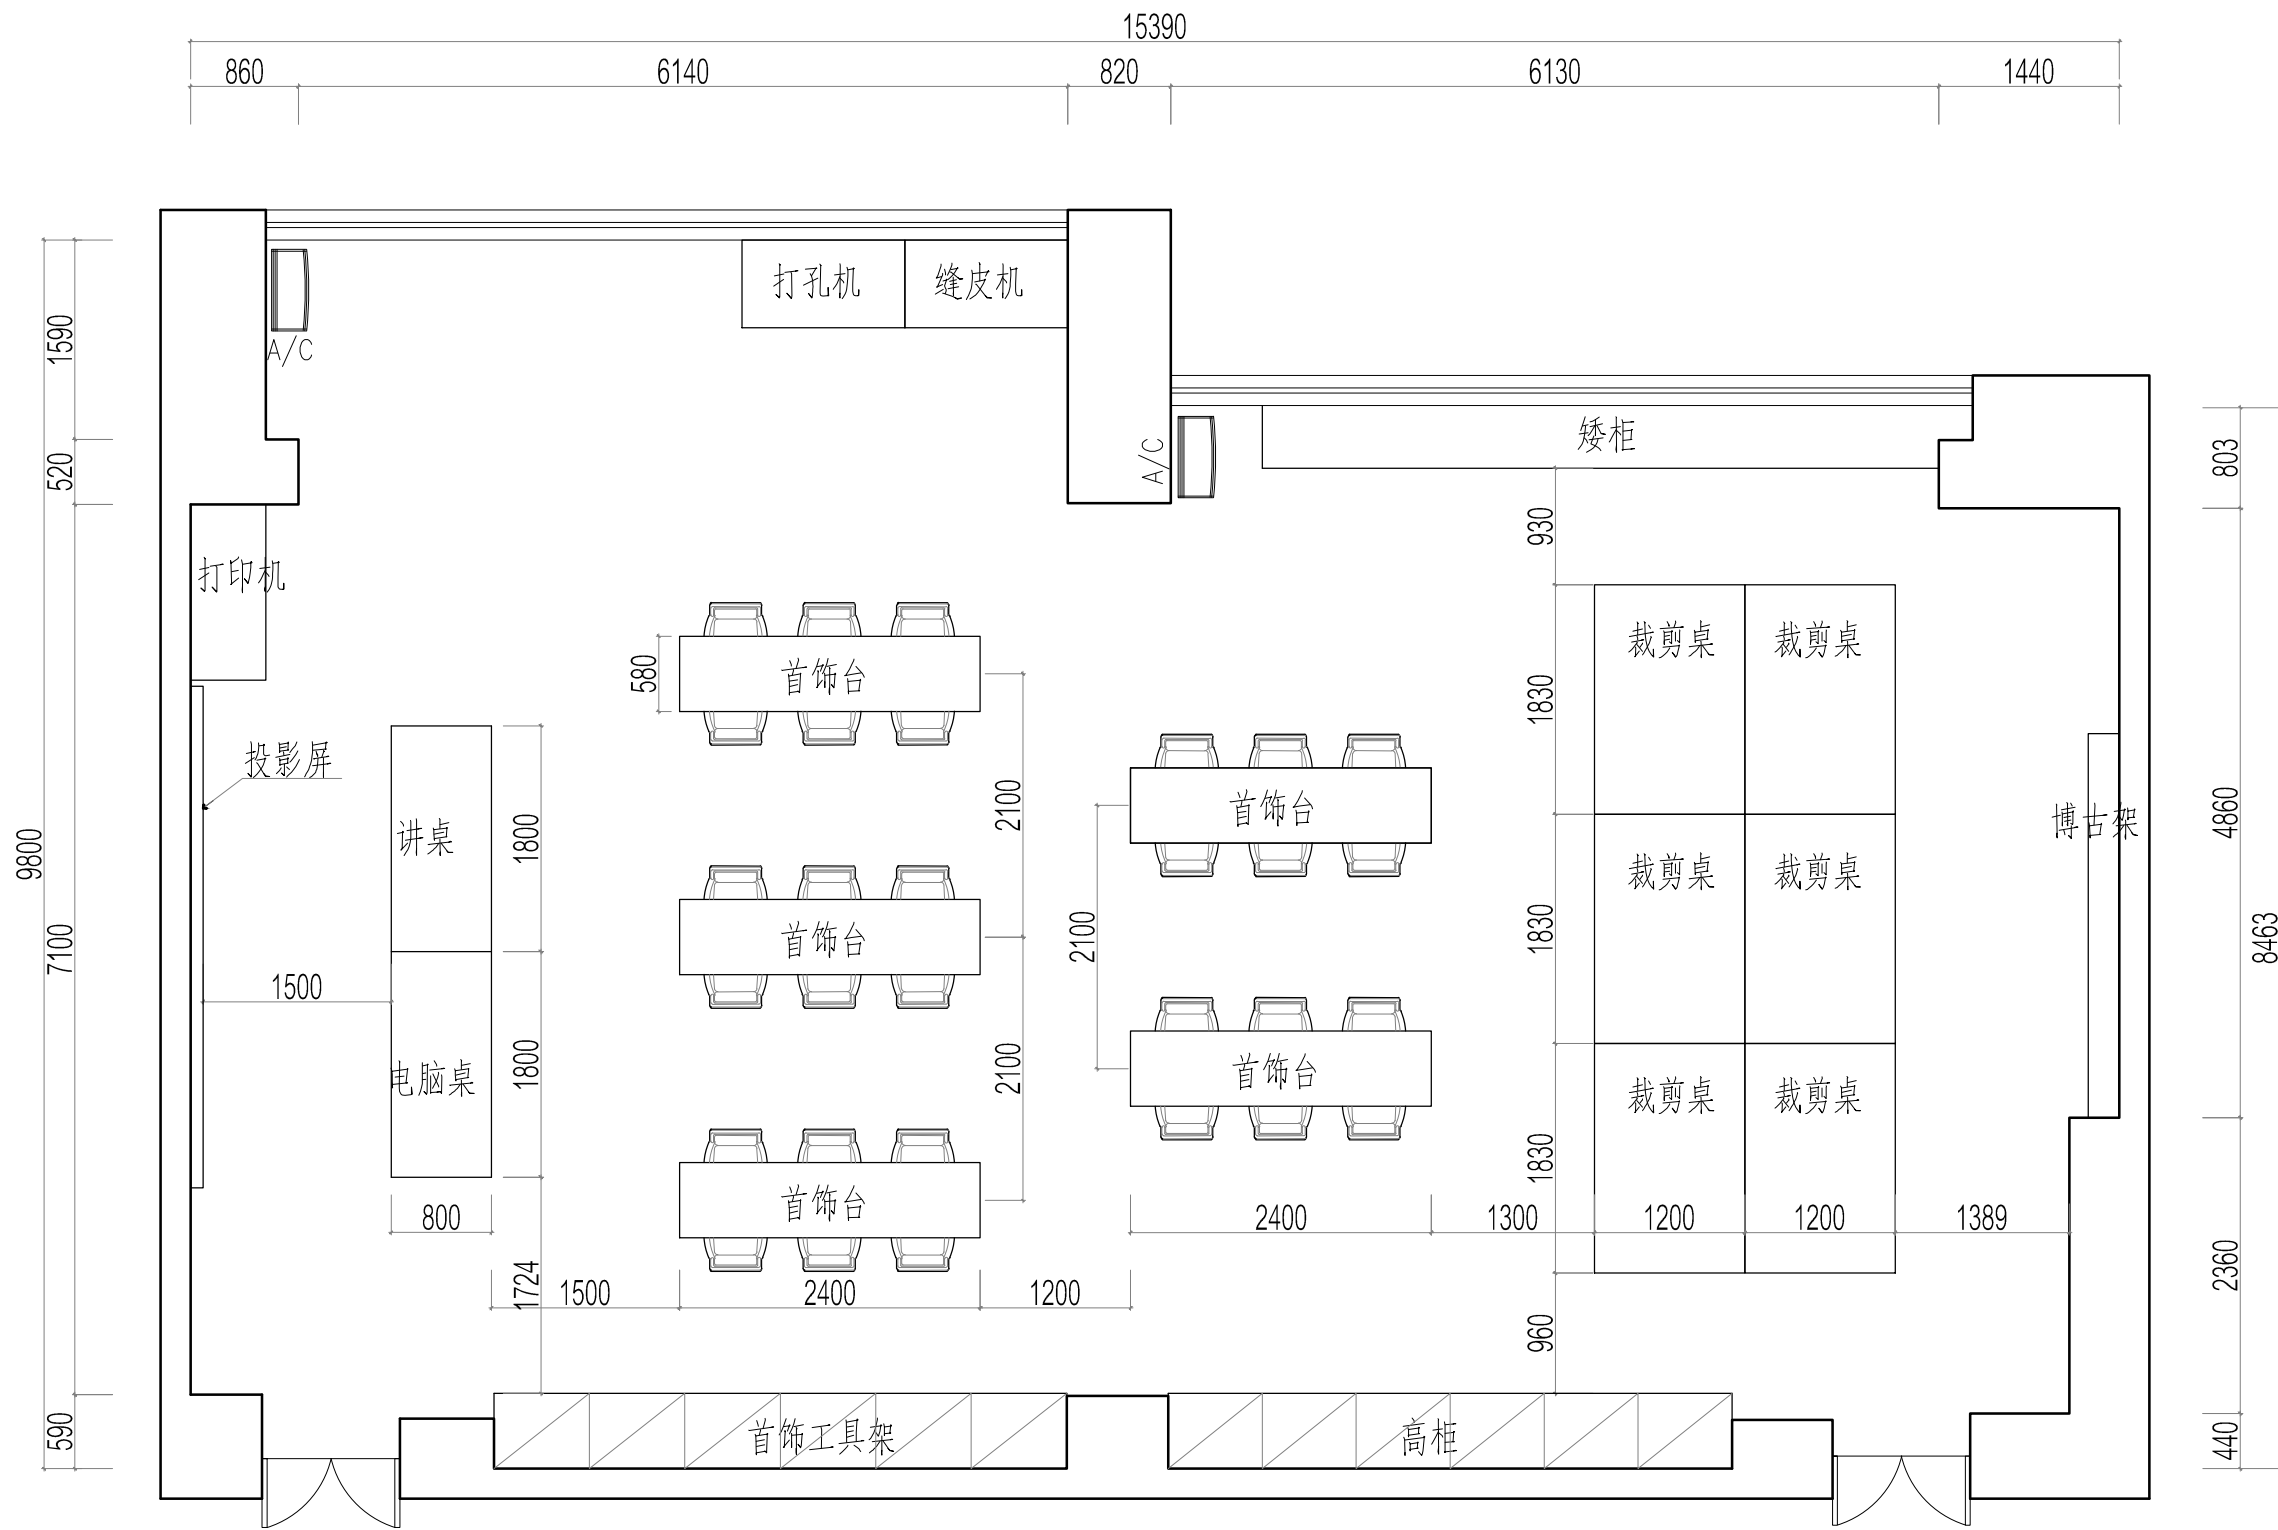 15390
860
6140
820
6130
1440
打孔机
缝皮机
A/C
1590
520
矮柜
A/C
803
930
打印机
580
首饰台
裁剪桌
裁剪桌
1830
投影屏
讲桌
1800
2100
首饰台
2100
博古架
4860
9800
7100
1500
首饰台
裁剪桌
裁剪桌
1830
8463
电脑桌
1800
2100
首饰台
裁剪桌
裁剪桌
1830
首饰台
800
2400
1300
1200
1200
1389
1724
1500
2400
1200
2360
960
590
首饰工具架
高柜
440